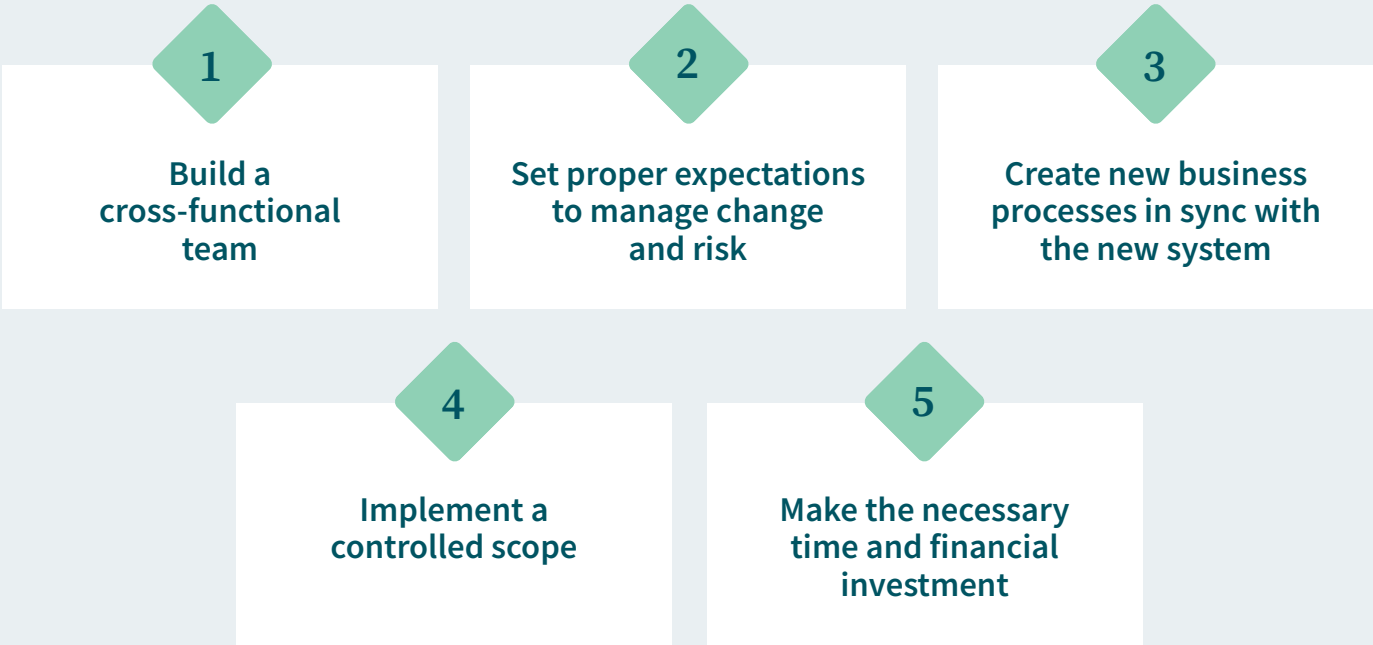 1
Build a
cross-functional
team
2
Set proper expectations
to manage change
and risk
3
Create new business
processes in sync with
the new system
4
Implement a
controlled scope
5
Make the necessary
time and financial
investment